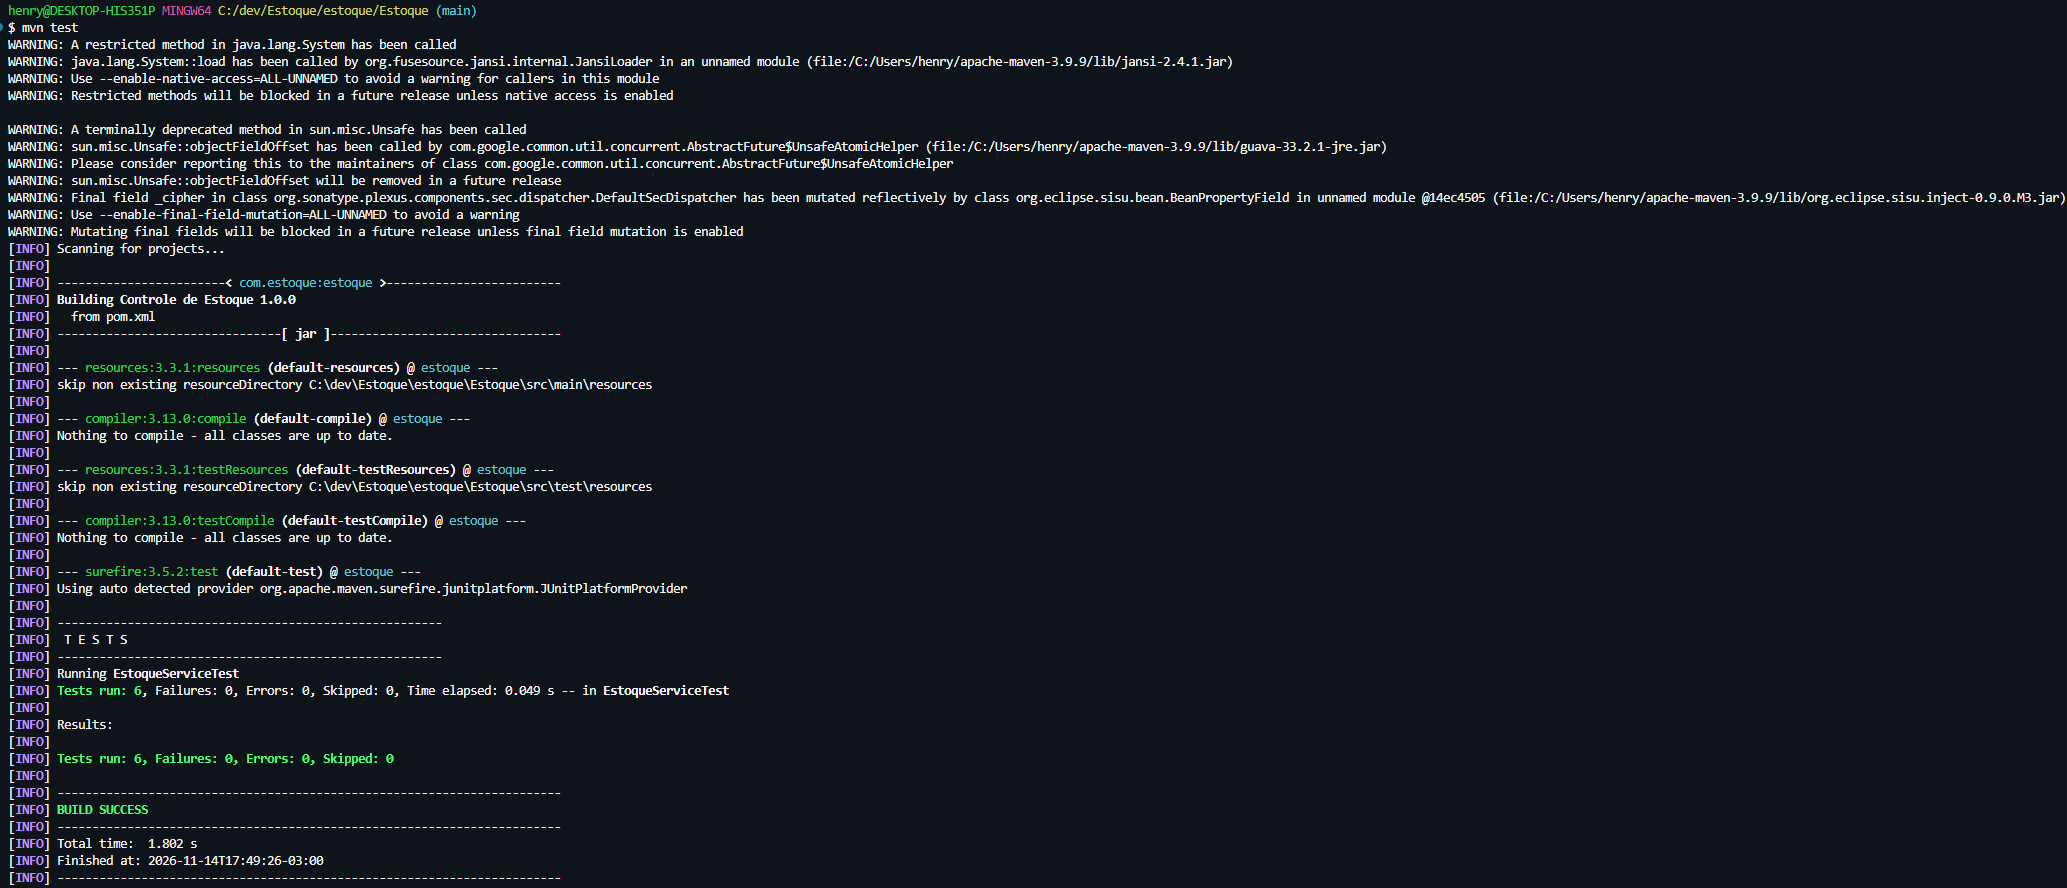 henry@DESKTOP-HIS351P MINGW64 C:/dev/Estoque/estoque/Estoque (main)
$ mvn test
WARNING: A restricted method in java.lang.System has been called
WARNING: java.lang.System::load has been called by org.fusesource.jansi.internal.JansiLoader in an unnamed module (file:/C:/Users/henry/apache-maven-3.9.9/lib/jansi-2.4.1.jar)
WARNING: Use --enable-native-access=ALL-UNNAMED to avoid a warning for callers in this module
WARNING: Restricted methods will be blocked in a future release unless native access is enabled
WARNING: A terminally deprecated method in sun.misc.Unsafe has been called
WARNING: sun.misc.Unsafe::objectFieldOffset has been called by com.google.common.util.concurrent.AbstractFuture$UnsafeAtomicHelper (file:/C:/Users/henry/apache-maven-3.9.9/lib/guava-33.2.1-jre.jar)
WARNING: Please consider reporting this to the maintainers of class com.google.common.util.concurrent.AbstractFuture$UnsafeAtomicHelper
WARNING: sun.misc.Unsafe::objectFieldOffset will be removed in a future release
WARNING: Final field _cipher in class org.sonatype.plexus.components.sec.dispatcher.DefaultSecDispatcher has been mutated reflectively by class org.eclipse.sisu.bean.BeanPropertyField in unnamed module @14ec4505 (file:/C:/Users/henry/apache-maven-3.9.9/lib/org.eclipse.sisu.inject-0.9.0.M3.jar)
WARNING: Use --enable-final-field-mutation=ALL-UNNAMED to avoid a warning
WARNING: Mutating final fields will be blocked in a future release unless final field mutation is enabled
[INFO] Scanning for projects...
[INFO]
[INFO] ------------------------< com.estoque:estoque >-------------------------
[INFO] Building Controle de Estoque 1.0.0
[INFO]   from pom.xml
[INFO] --------------------------------[ jar ]---------------------------------
[INFO]
[INFO] --- resources:3.3.1:resources (default-resources) @ estoque ---
[INFO] skip non existing resourceDirectory C:\dev\Estoque\estoque\Estoque\src\main\resources
[INFO]
[INFO] --- compiler:3.13.0:compile (default-compile) @ estoque ---
[INFO] Nothing to compile - all classes are up to date.
[INFO]
[INFO] --- resources:3.3.1:testResources (default-testResources) @ estoque ---
[INFO] skip non existing resourceDirectory C:\dev\Estoque\estoque\Estoque\src\test\resources
[INFO]
[INFO] --- compiler:3.13.0:testCompile (default-testCompile) @ estoque ---
[INFO] Nothing to compile - all classes are up to date.
[INFO]
[INFO] --- surefire:3.5.2:test (default-test) @ estoque ---
[INFO] Using auto detected provider org.apache.maven.surefire.junitplatform.JUnitPlatformProvider
[INFO]
[INFO] -------------------------------------------------------
[INFO]  T E S T S
[INFO] -------------------------------------------------------
[INFO] Running EstoqueServiceTest
[INFO] Tests run: 6, Failures: 0, Errors: 0, Skipped: 0, Time elapsed: 0.049 s -- in EstoqueServiceTest
[INFO]
[INFO] Results:
[INFO]
[INFO] Tests run: 6, Failures: 0, Errors: 0, Skipped: 0
[INFO]
[INFO] ------------------------------------------------------------------------
[INFO] BUILD SUCCESS
[INFO] ------------------------------------------------------------------------
[INFO] Total time:  1.802 s
[INFO] Finished at: 2026-11-14T17:49:26-03:00
[INFO] ------------------------------------------------------------------------